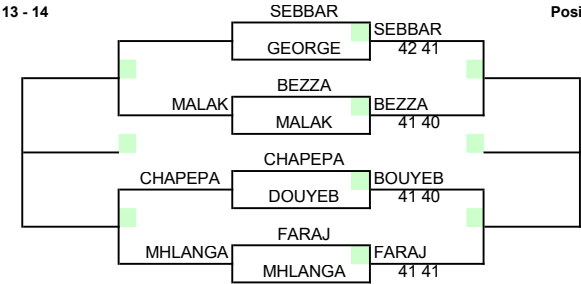 13 - 14
Posi
SEBBAR
SEBBAR
GEORGE
42 41
BEZZA
MALAK
BEZZA
MALAK
41 40
CHAPEPA
CHAPEPA
BOUYEB
DOUYEB
41 40
FARAJ
MHLANGA
FARAJ
MHLANGA
41 41